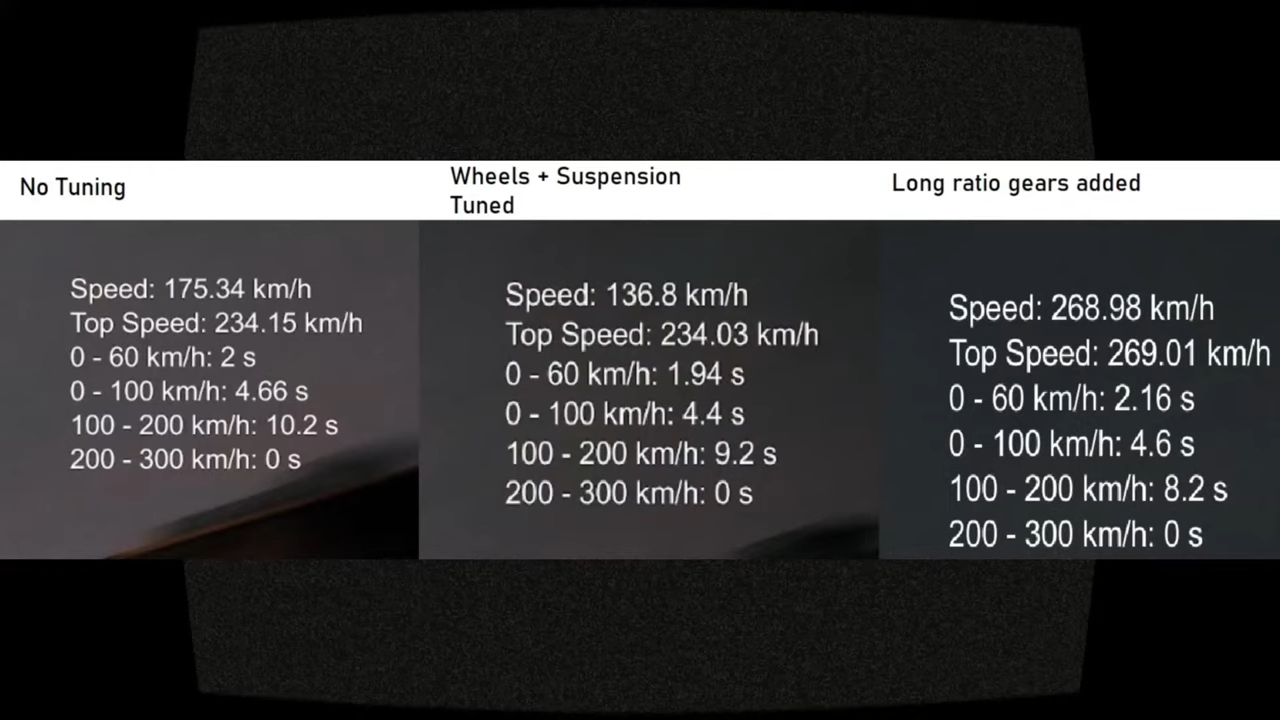 No Tuning
Speed: 175.34 km/h
Top Speed: 234.15 km/h
0 - 60 km/h: 2 s
0 - 100 km/h: 4.66 s
100 - 200 km/h: 10.2 s
200 - 300 km/h: 0 s
Wheels + Suspension
Tuned
Speed: 136.8 km/h
Top Speed: 234.03 km/h
0 - 60 km/h: 1.94 s
0 - 100 km/h: 4.4 s
100 - 200 km/h: 9.2 s
200 - 300 km/h: 0 s
Long ratio gears added
Speed: 268.98 km/h
Top Speed: 269.01 km/h
0 - 60 km/h: 2.16 s
0 - 100 km/h: 4.6 s
100 - 200 km/h: 8.2 s
200 - 300 km/h: 0 s